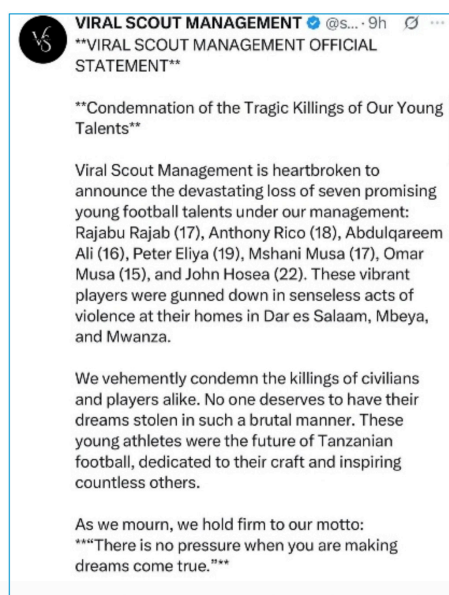 VS
VIRAL SCOUT MANAGEMENT @s... · 9h
**VIRAL SCOUT MANAGEMENT OFFICIAL
STATEMENT**
**Condemnation of the Tragic Killings of Our Young
Talents**
Viral Scout Management is heartbroken to
announce the devastating loss of seven promising
young football talents under our management:
Rajabu Rajab (17), Anthony Rico (18), Abdulqareem
Ali (16), Peter Eliya (19), Mshani Musa (17), Omar
Musa (15), and John Hosea (22). These vibrant
players were gunned down in senseless acts of
violence at their homes in Dar es Salaam, Mbeya,
and Mwanza.
We vehemently condemn the killings of civilians
and players alike. No one deserves to have their
dreams stolen in such a brutal manner. These
young athletes were the future of Tanzanian
football, dedicated to their craft and inspiring
countless others.
As we mourn, we hold firm to our motto:
**“There is no pressure when you are making
dreams come true.”**